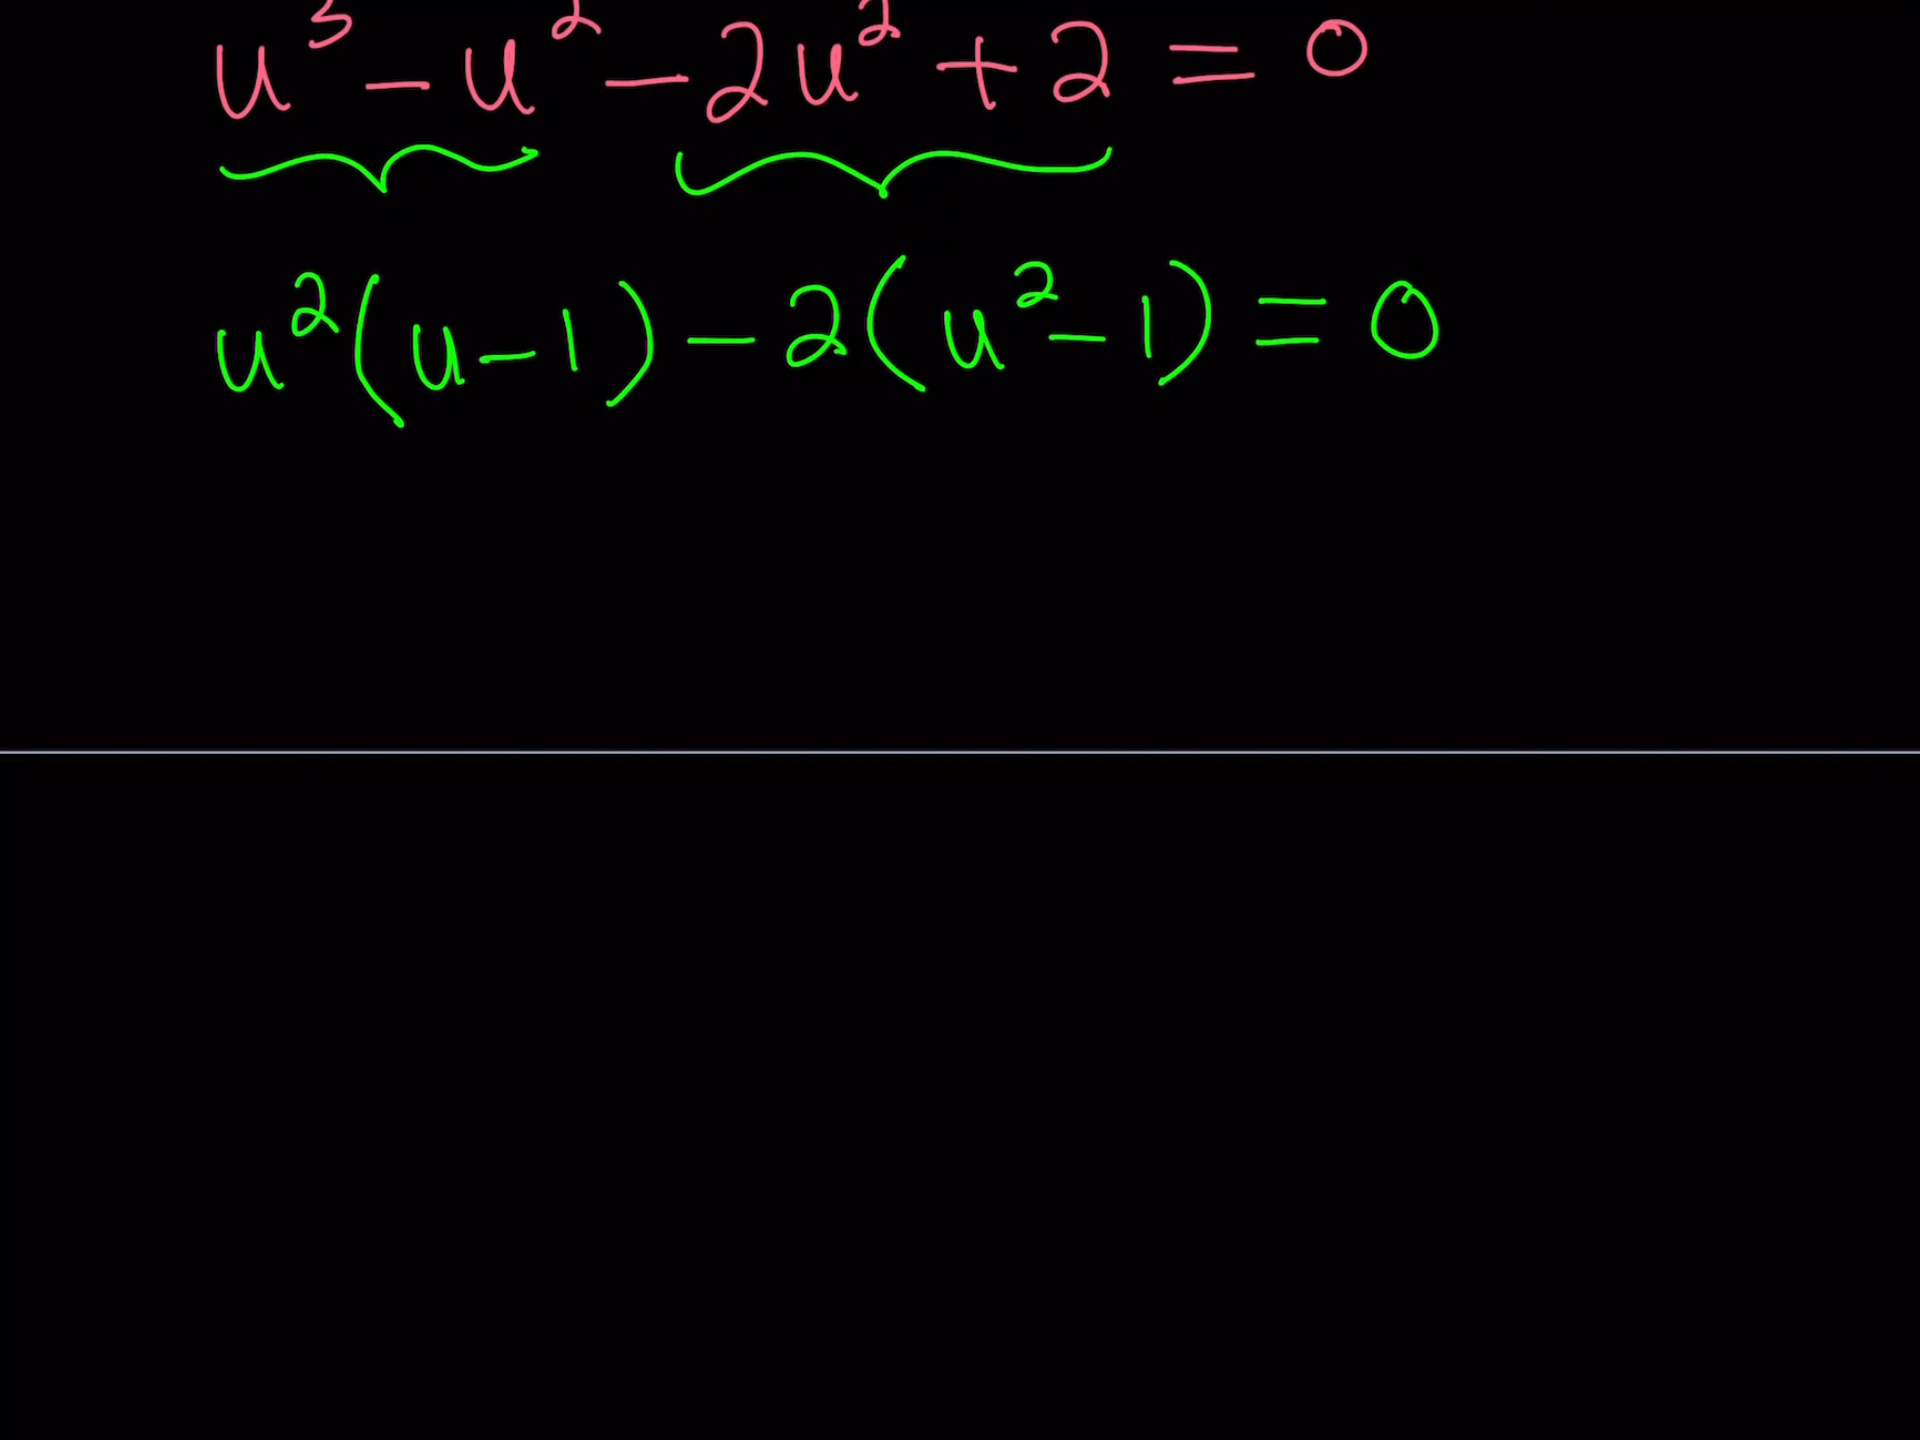 u³ - u² - 2u² + 2 = 0
u²(u - 1) - 2(u² - 1) = 0